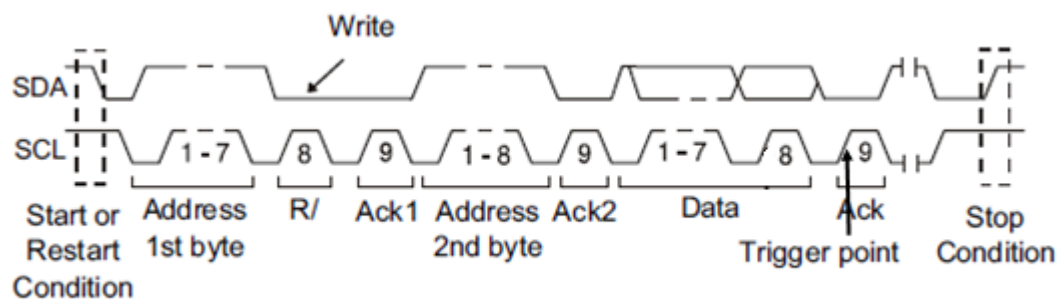 Write
SDA
SCL
1 - 7
8
9
1 - 8
9
1 - 7
8
9
Start or
Restart
Condition
Address
1st byte
R/
Ack1
Address
2nd byte
Ack2
Data
Ack
Trigger point
Stop
Condition